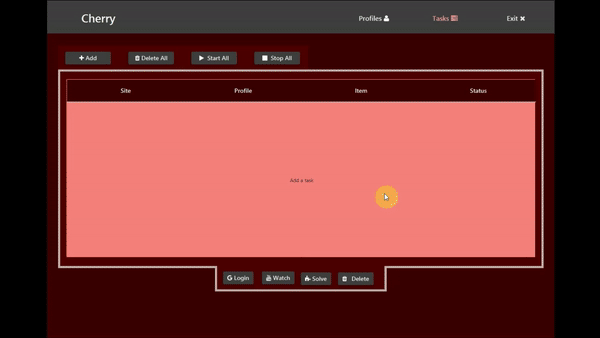 Cherry Profiles Tasks Exit
Add Delete All Start All Stop All
Site Profile Item Status
Add a task
Login Watch Solve Delete